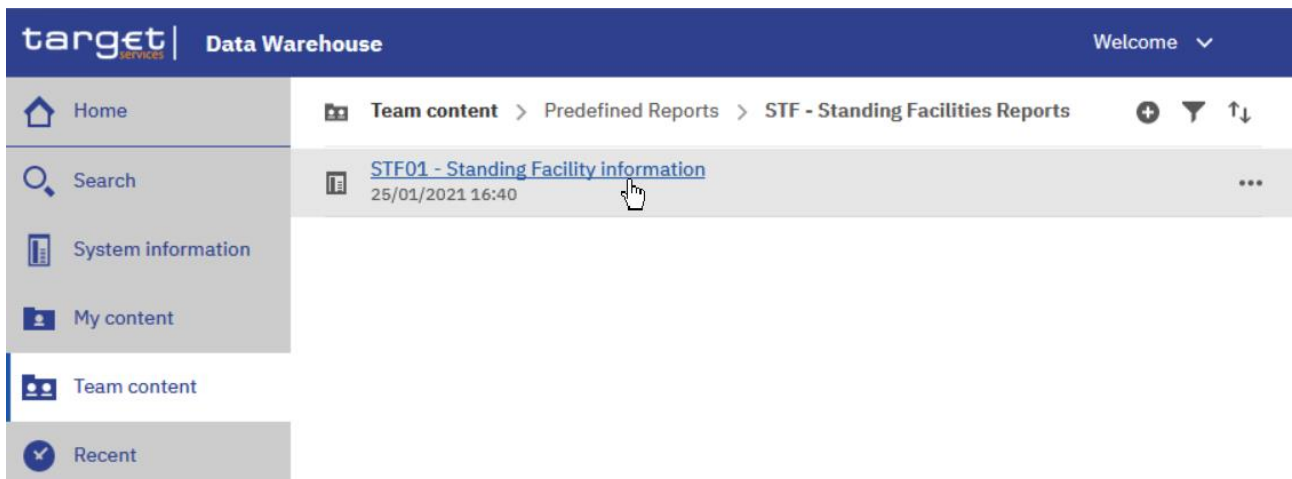 target services | Data Warehouse Welcome
Home
Team content > Predefined Reports > STF - Standing Facilities Reports
Search
STF01 - Standing Facility information
25/01/2021 16:40
System information
My content
Team content
Recent